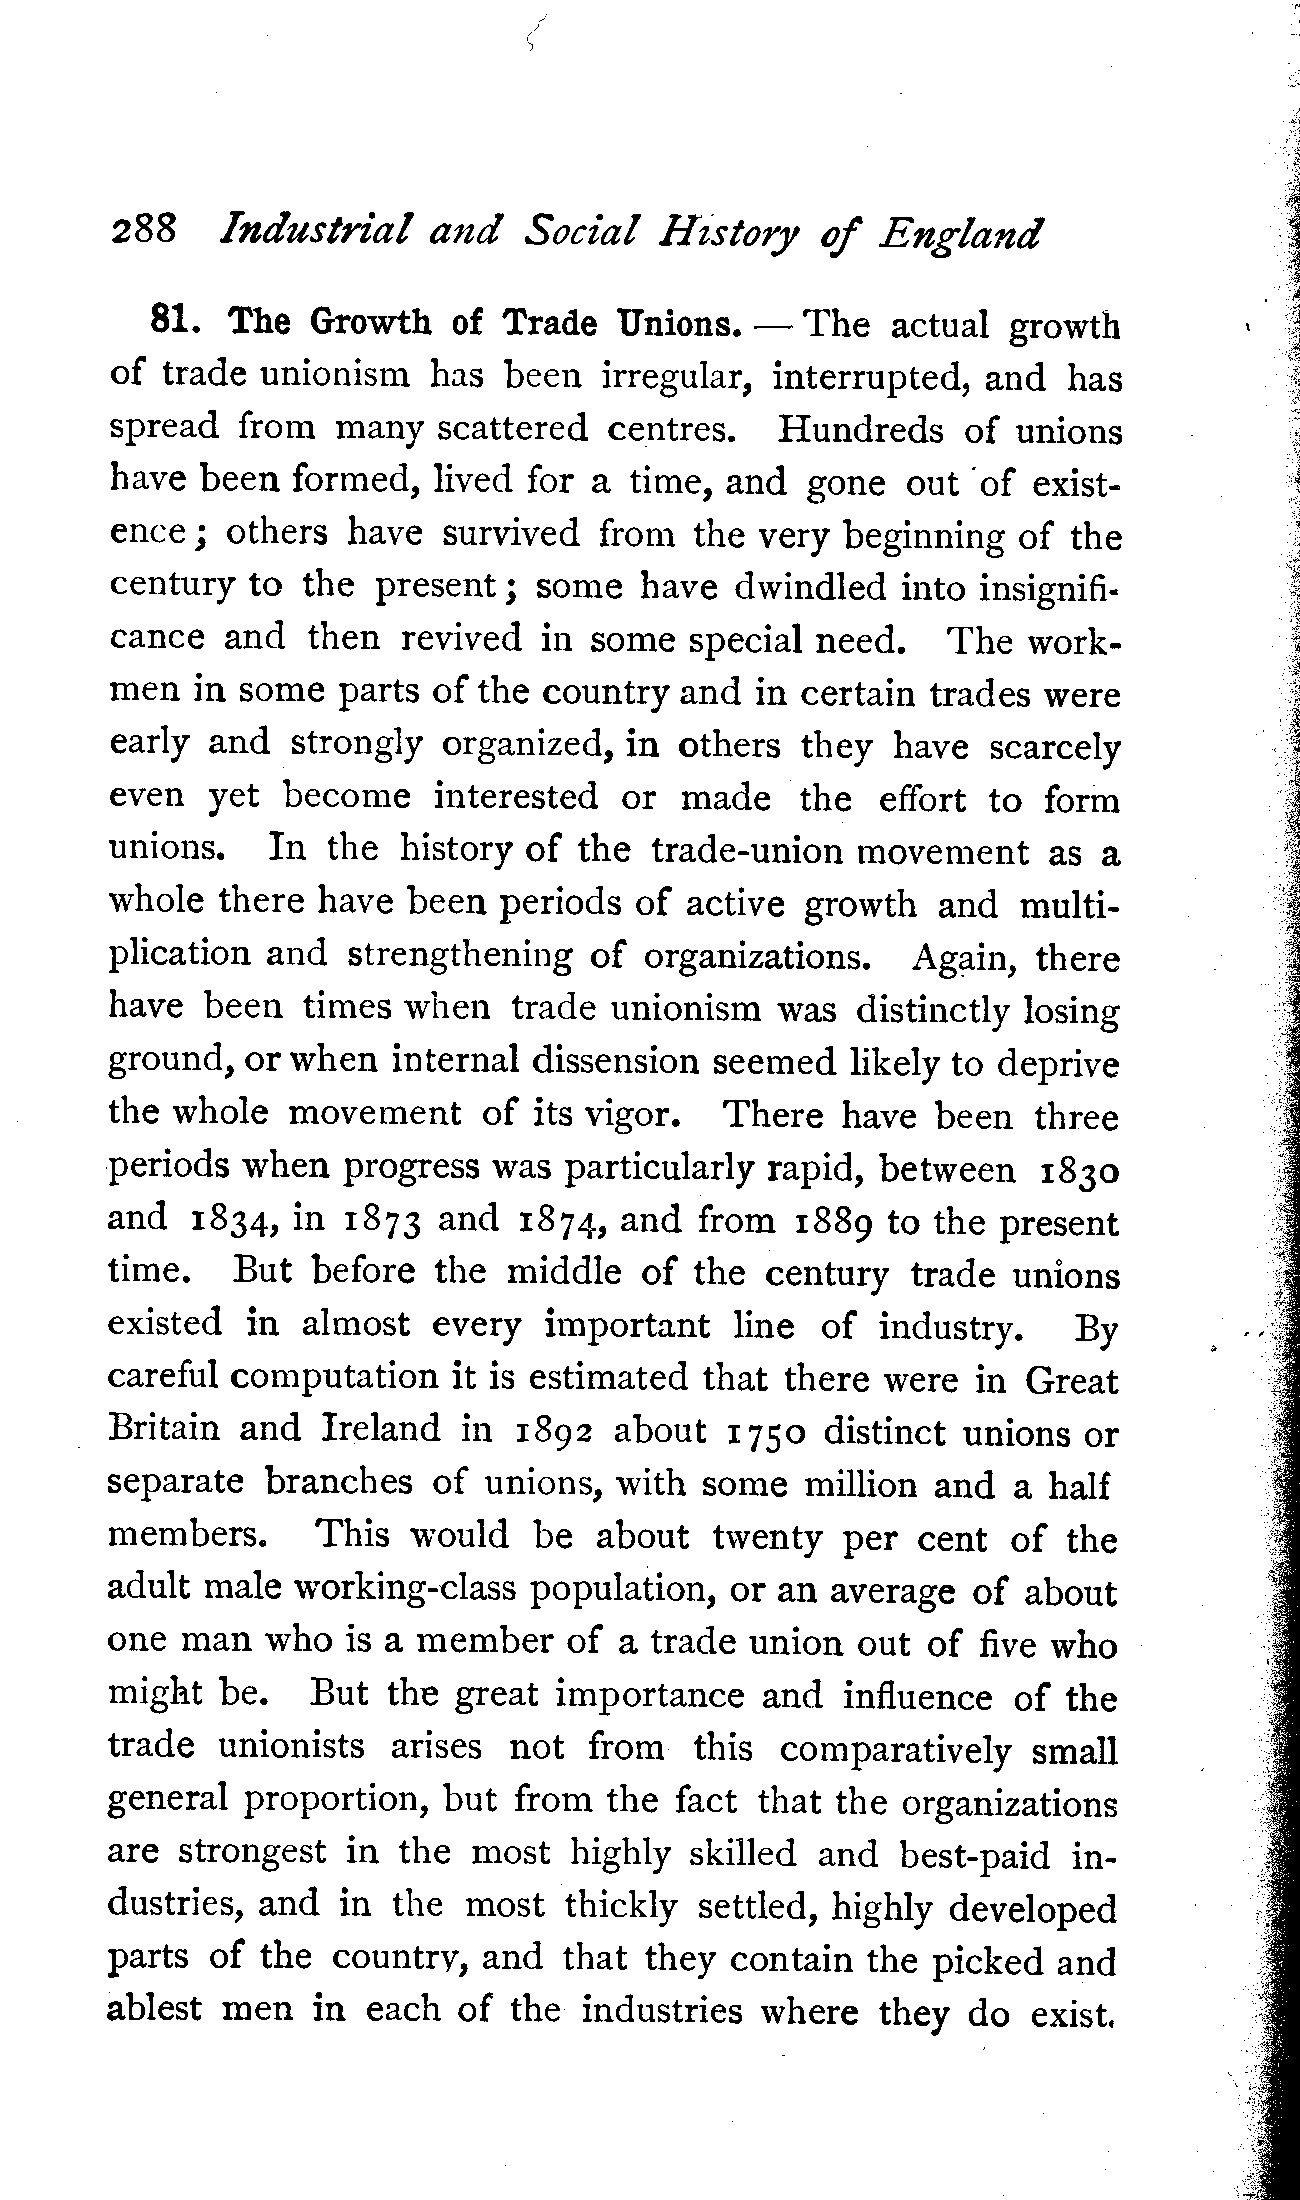 288 Industrial and Social History of England
81. The Growth of Trade Unions. — The actual growth
of trade unionism has been irregular, interrupted, and has
spread from many scattered centres. Hundreds of unions
have been formed, lived for a time, and gone out of exist-
ence; others have survived from the very beginning of the
century to the present; some have dwindled into insignifi-
cance and then revived in some special need. The work-
men in some parts of the country and in certain trades were
early and strongly organized, in others they have scarcely
even yet become interested or made the effort to form
unions. In the history of the trade-union movement as a
whole there have been periods of active growth and multi-
plication and strengthening of organizations. Again, there
have been times when trade unionism was distinctly losing
ground, or when internal dissension seemed likely to deprive
the whole movement of its vigor. There have been three
periods when progress was particularly rapid, between 1830
and 1834, in 1873 and 1874, and from 1889 to the present
time. But before the middle of the century trade unions
existed in almost every important line of industry. By
careful computation it is estimated that there were in Great
Britain and Ireland in 1892 about 1750 distinct unions or
separate branches of unions, with some million and a half
members. This would be about twenty per cent of the
adult male working-class population, or an average of about
one man who is a member of a trade union out of five who
might be. But the great importance and influence of the
trade unionists arises not from this comparatively small
general proportion, but from the fact that the organizations
are strongest in the most highly skilled and best-paid in-
dustries, and in the most thickly settled, highly developed
parts of the country, and that they contain the picked and
ablest men in each of the industries where they do exist.